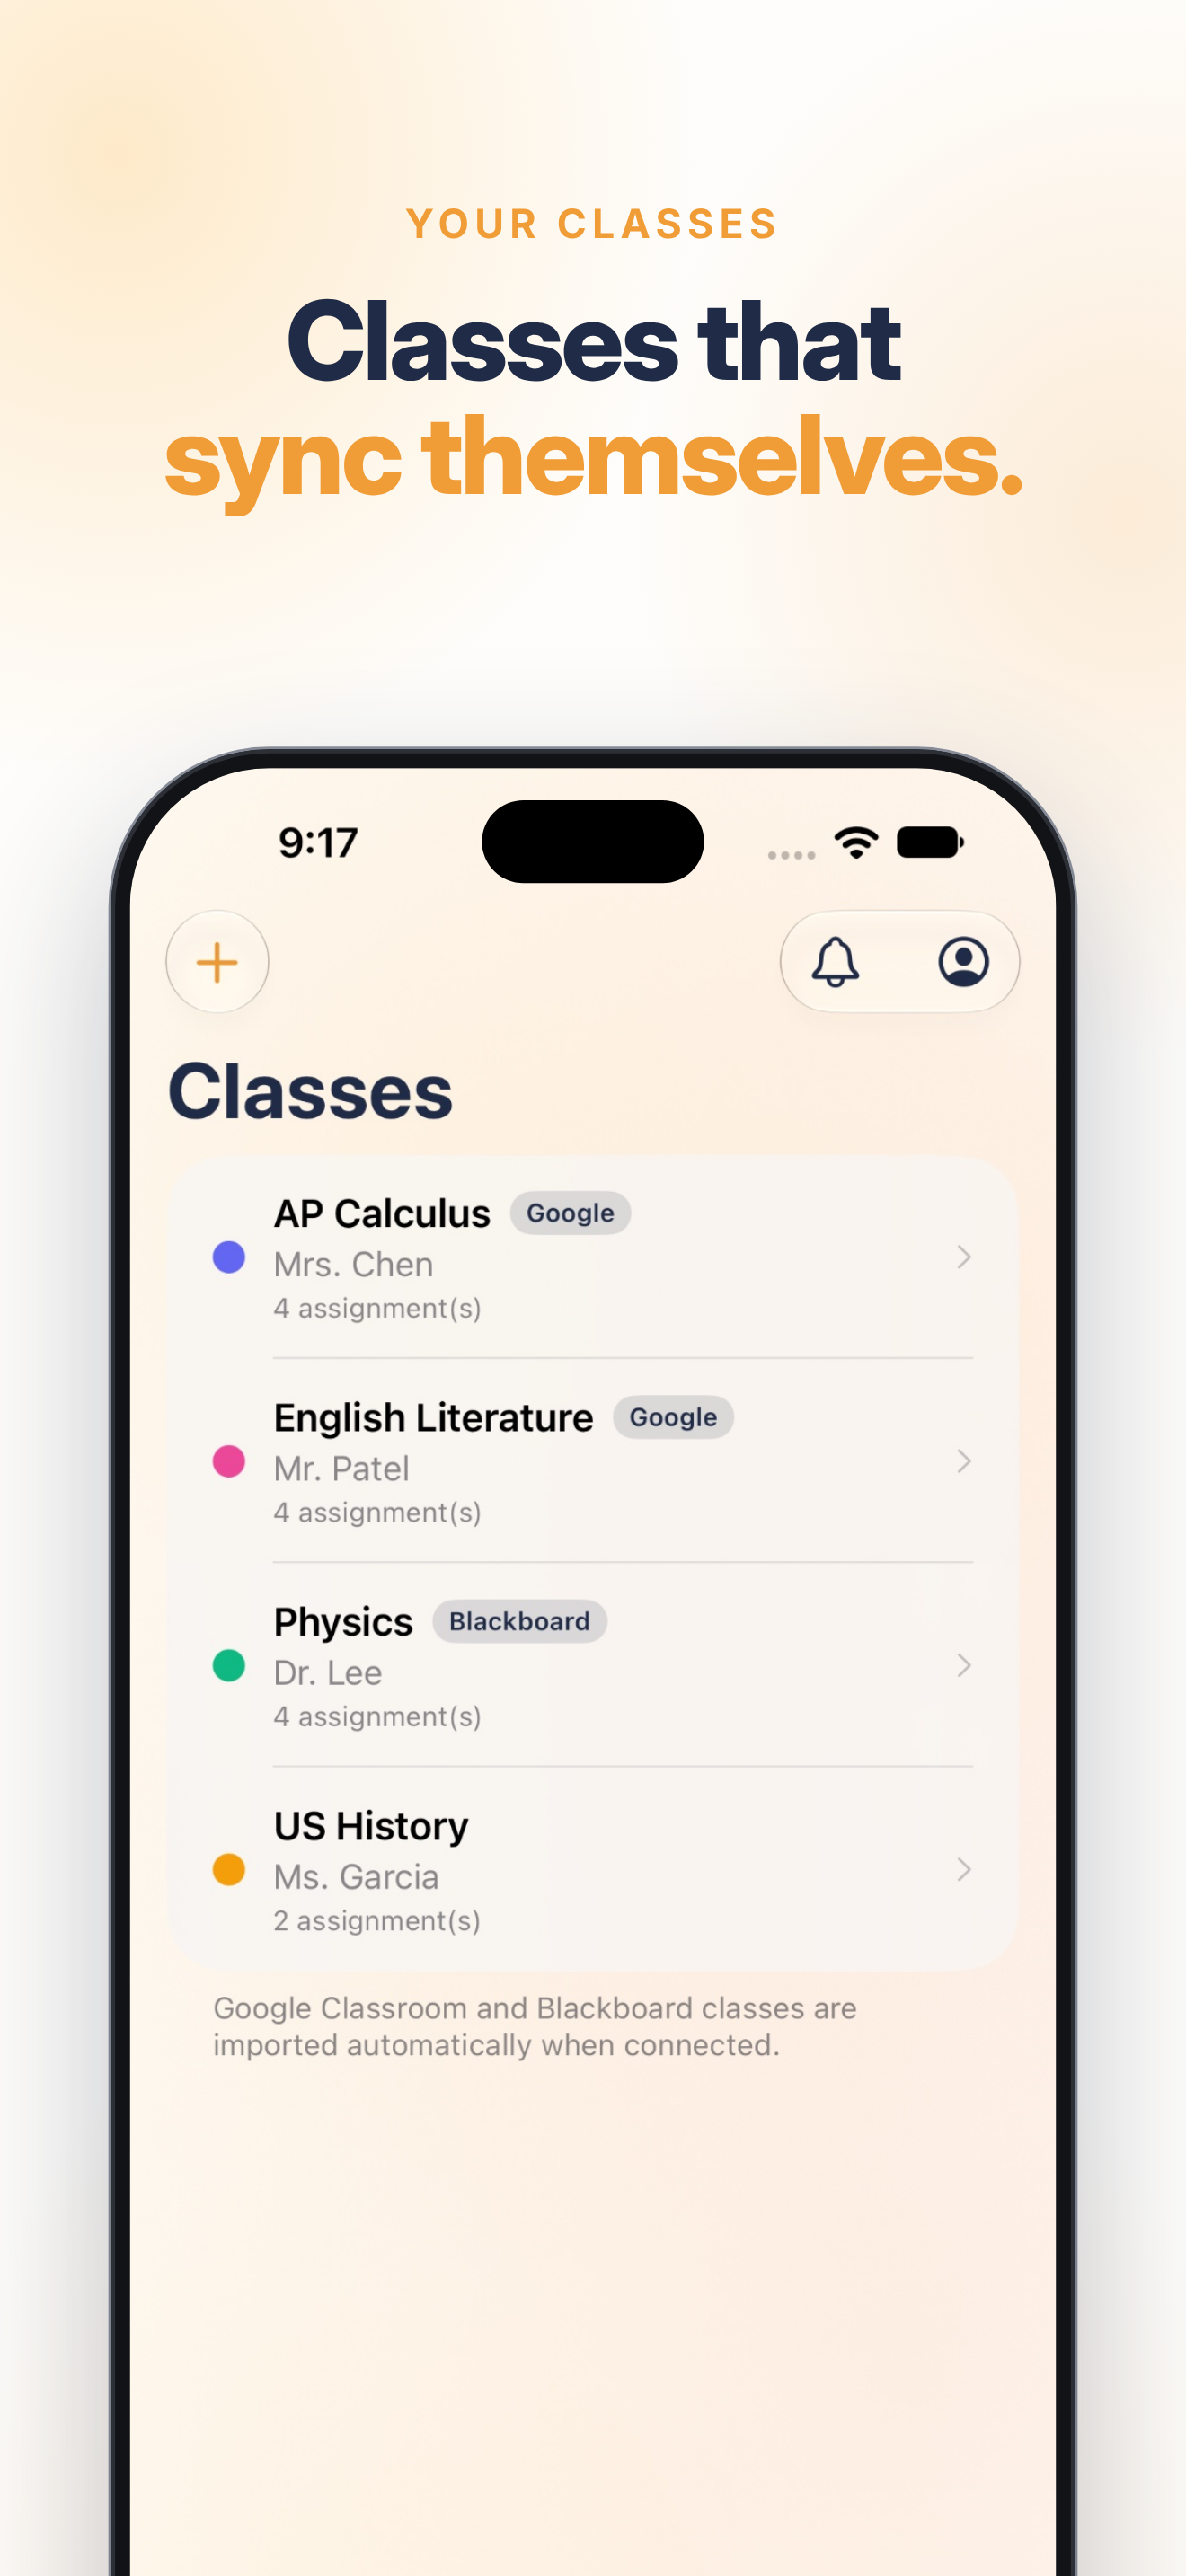 YOUR CLASSES
Classes that
sync themselves.
9:17
Classes
AP Calculus Google
Mrs. Chen
4 assignment(s)
English Literature Google
Mr. Patel
4 assignment(s)
Physics Blackboard
Dr. Lee
4 assignment(s)
US History
Ms. Garcia
2 assignment(s)
Google Classroom and Blackboard classes are
imported automatically when connected.